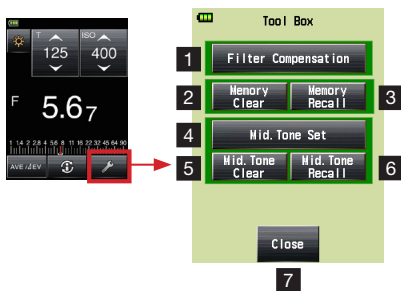 T
ISO
125
400
F
5.67
1 1.4 2 2.8 4 5.6 8 11 16 22 32 45 64 90
AVE/⊿EV
Tool Box
1
Filter Compensation
2
Memory Clear
Memory Recall
3
4
Mid.Tone Set
5
Mid.Tone Clear
Mid.Tone Recall
6
Close
7